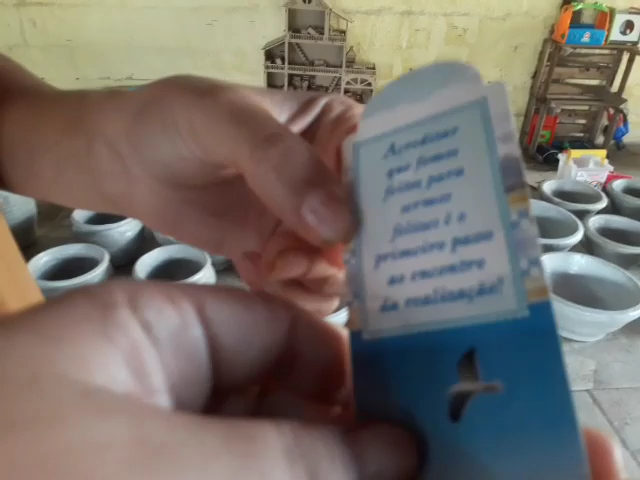 Acreditar
que fomos
feitos para
sermos
felizes é o
primeiro passo
ao encontro
da realização!